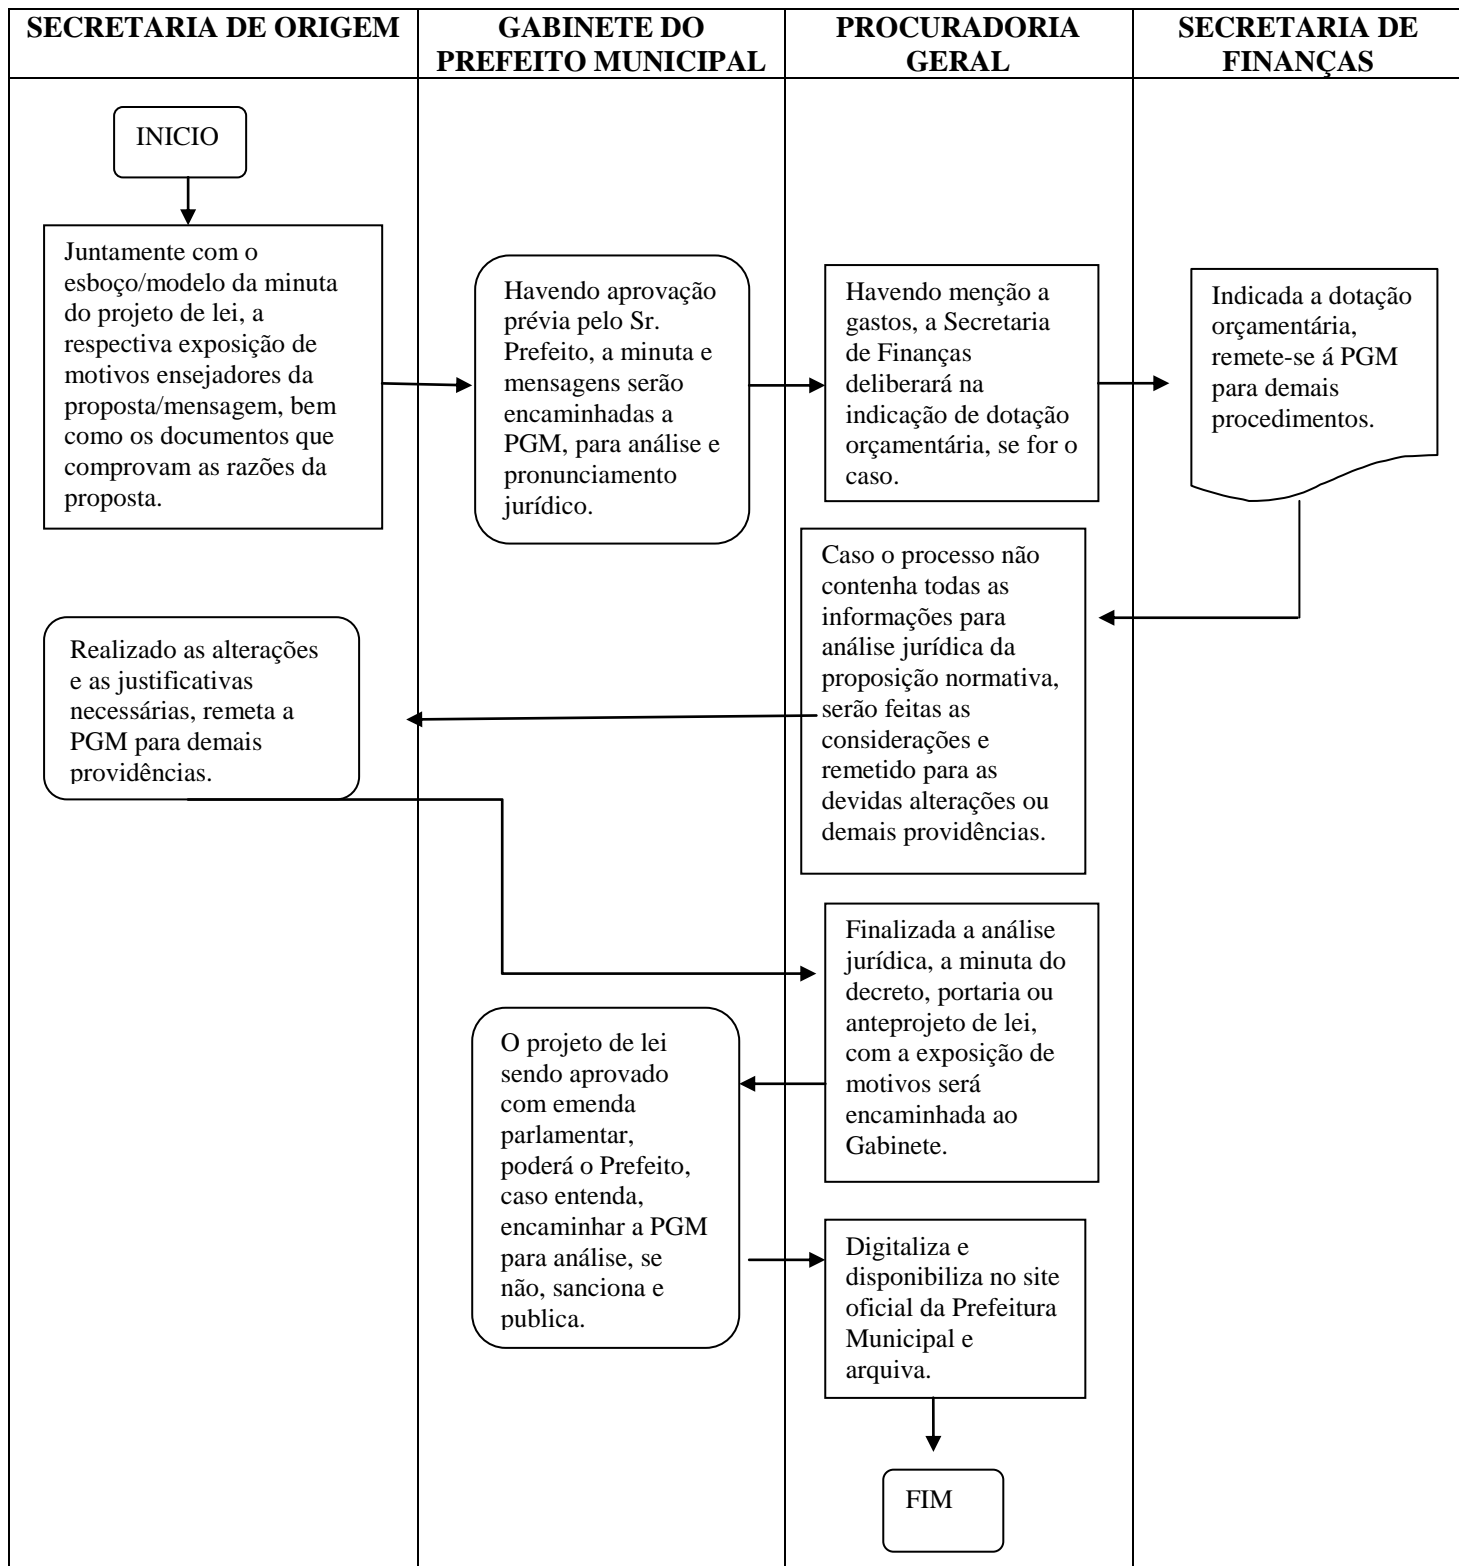 SECRETARIA DE ORIGEM
GABINETE DO
PREFEITO MUNICIPAL
PROCURADORIA
GERAL
SECRETARIA DE
FINANÇAS
INICIO
Juntamente com o
esboço/modelo da minuta
do projeto de lei, a
respectiva exposição de
motivos ensejadores da
proposta/mensagem, bem
como os documentos que
comprovam as razões da
proposta.
Havendo aprovação
prévia pelo Sr.
Prefeito, a minuta e
mensagens serão
encaminhadas a
PGM, para análise e
pronunciamento
jurídico.
Havendo menção a
gastos, a Secretaria
de Finanças
deliberará na
indicação de dotação
orçamentária, se for o
caso.
Indicada a dotação
orçamentária,
remete-se á PGM
para demais
procedimentos.
Caso o processo não
contenha todas as
informações para
análise jurídica da
proposição normativa,
serão feitas as
considerações e
remetido para as
devidas alterações ou
demais providências.
Realizado as alterações
e as justificativas
necessárias, remeta a
PGM para demais
providências.
Finalizada a análise
jurídica, a minuta do
decreto, portaria ou
anteprojeto de lei,
com a exposição de
motivos será
encaminhada ao
Gabinete.
O projeto de lei
sendo aprovado
com emenda
parlamentar,
poderá o Prefeito,
caso entenda,
encaminhar a PGM
para análise, se
não, sanciona e
publica.
Digitaliza e
disponibiliza no site
oficial da Prefeitura
Municipal e
arquiva.
FIM